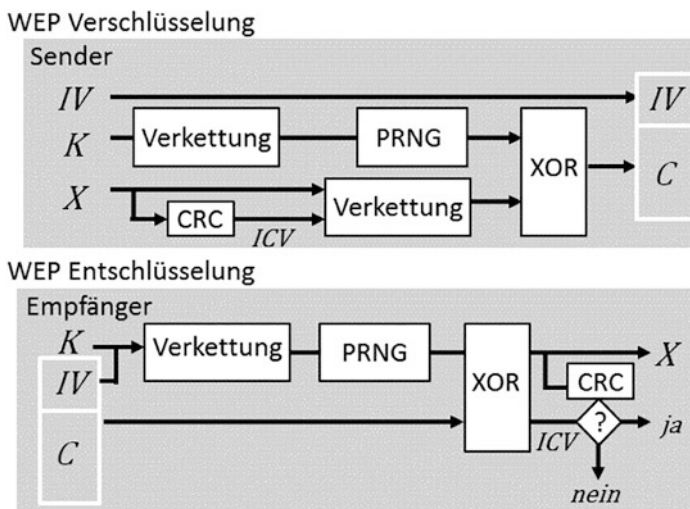 WEP Verschlüsselung
Sender
IV IV
K Verkettung PRNG XOR C
X Verkettung
CRC ICV
WEP Entschlüsselung
Empfänger
K Verkettung PRNG XOR X
IV CRC
C ICV ? ja
nein